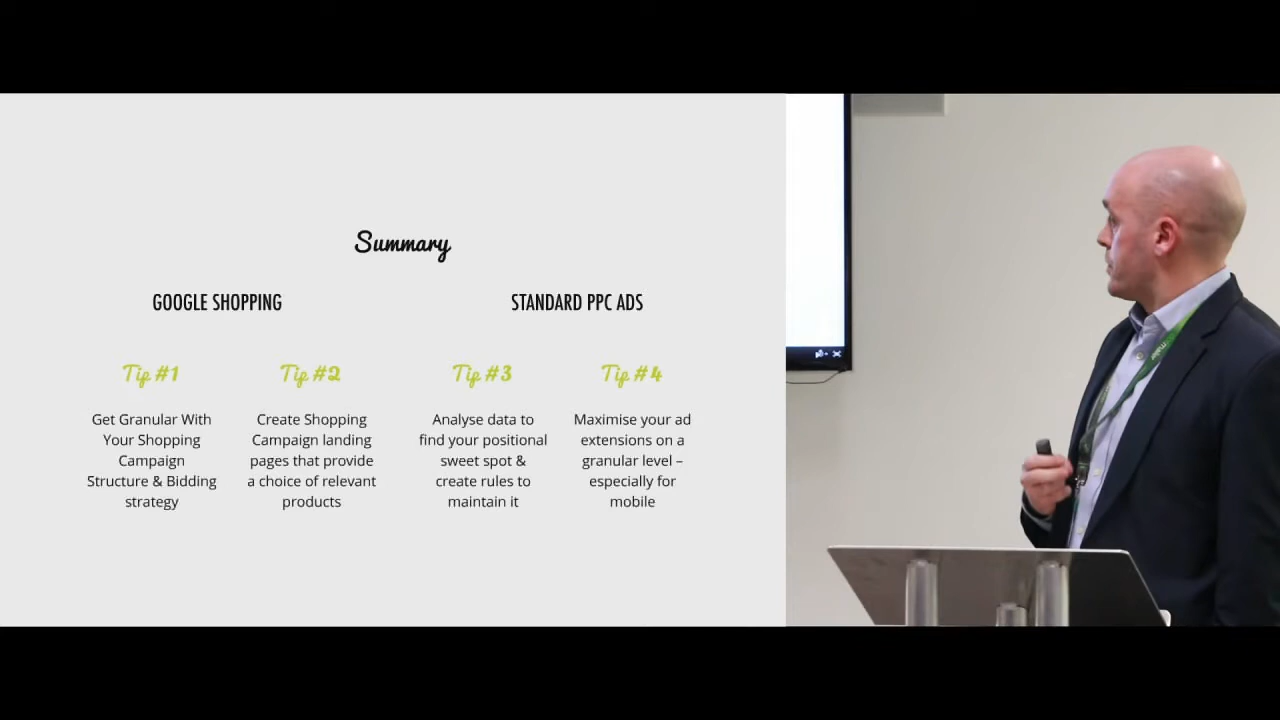 Summary
GOOGLE SHOPPING
STANDARD PPC ADS
Tip #1
Get Granular With
Your Shopping
Campaign
Structure & Bidding
strategy
Tip #2
Create Shopping
Campaign landing
pages that provide
a choice of relevant
products
Tip #3
Analyse data to
find your positional
sweet spot &
create rules to
maintain it
Tip #4
Maximise your ad
extensions on a
granular level –
especially for
mobile